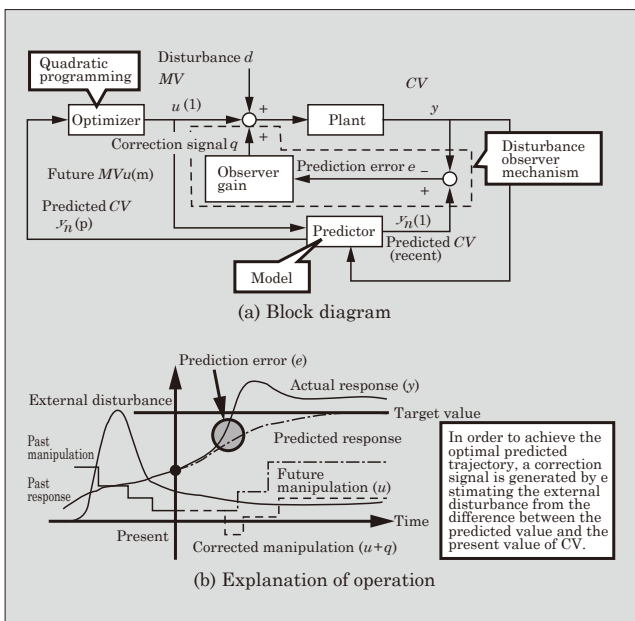 Quadratic
programming
Disturbance d
MV
CV
u (1)
y
Optimizer
+
+
Plant
Correction signal q
+
Disturbance
observer
mechanism
Observer
gain
Prediction error e
−
+
Future MVu(m)
Predicted CV
yn(p)
yn(1)
Predictor
Predicted CV
(recent)
Model
(a) Block diagram
Prediction error (e)
Actual response (y)
External disturbance
Target value
Past
manipulation
Predicted response
Past
response
Future
manipulation (u)
Time
Present
Corrected manipulation (u+q)
In order to achieve the
optimal predicted
trajectory, a correction
signal is generated by e
stimating the external
disturbance from the
difference between the
predicted value and the
present value of CV.
(b) Explanation of operation